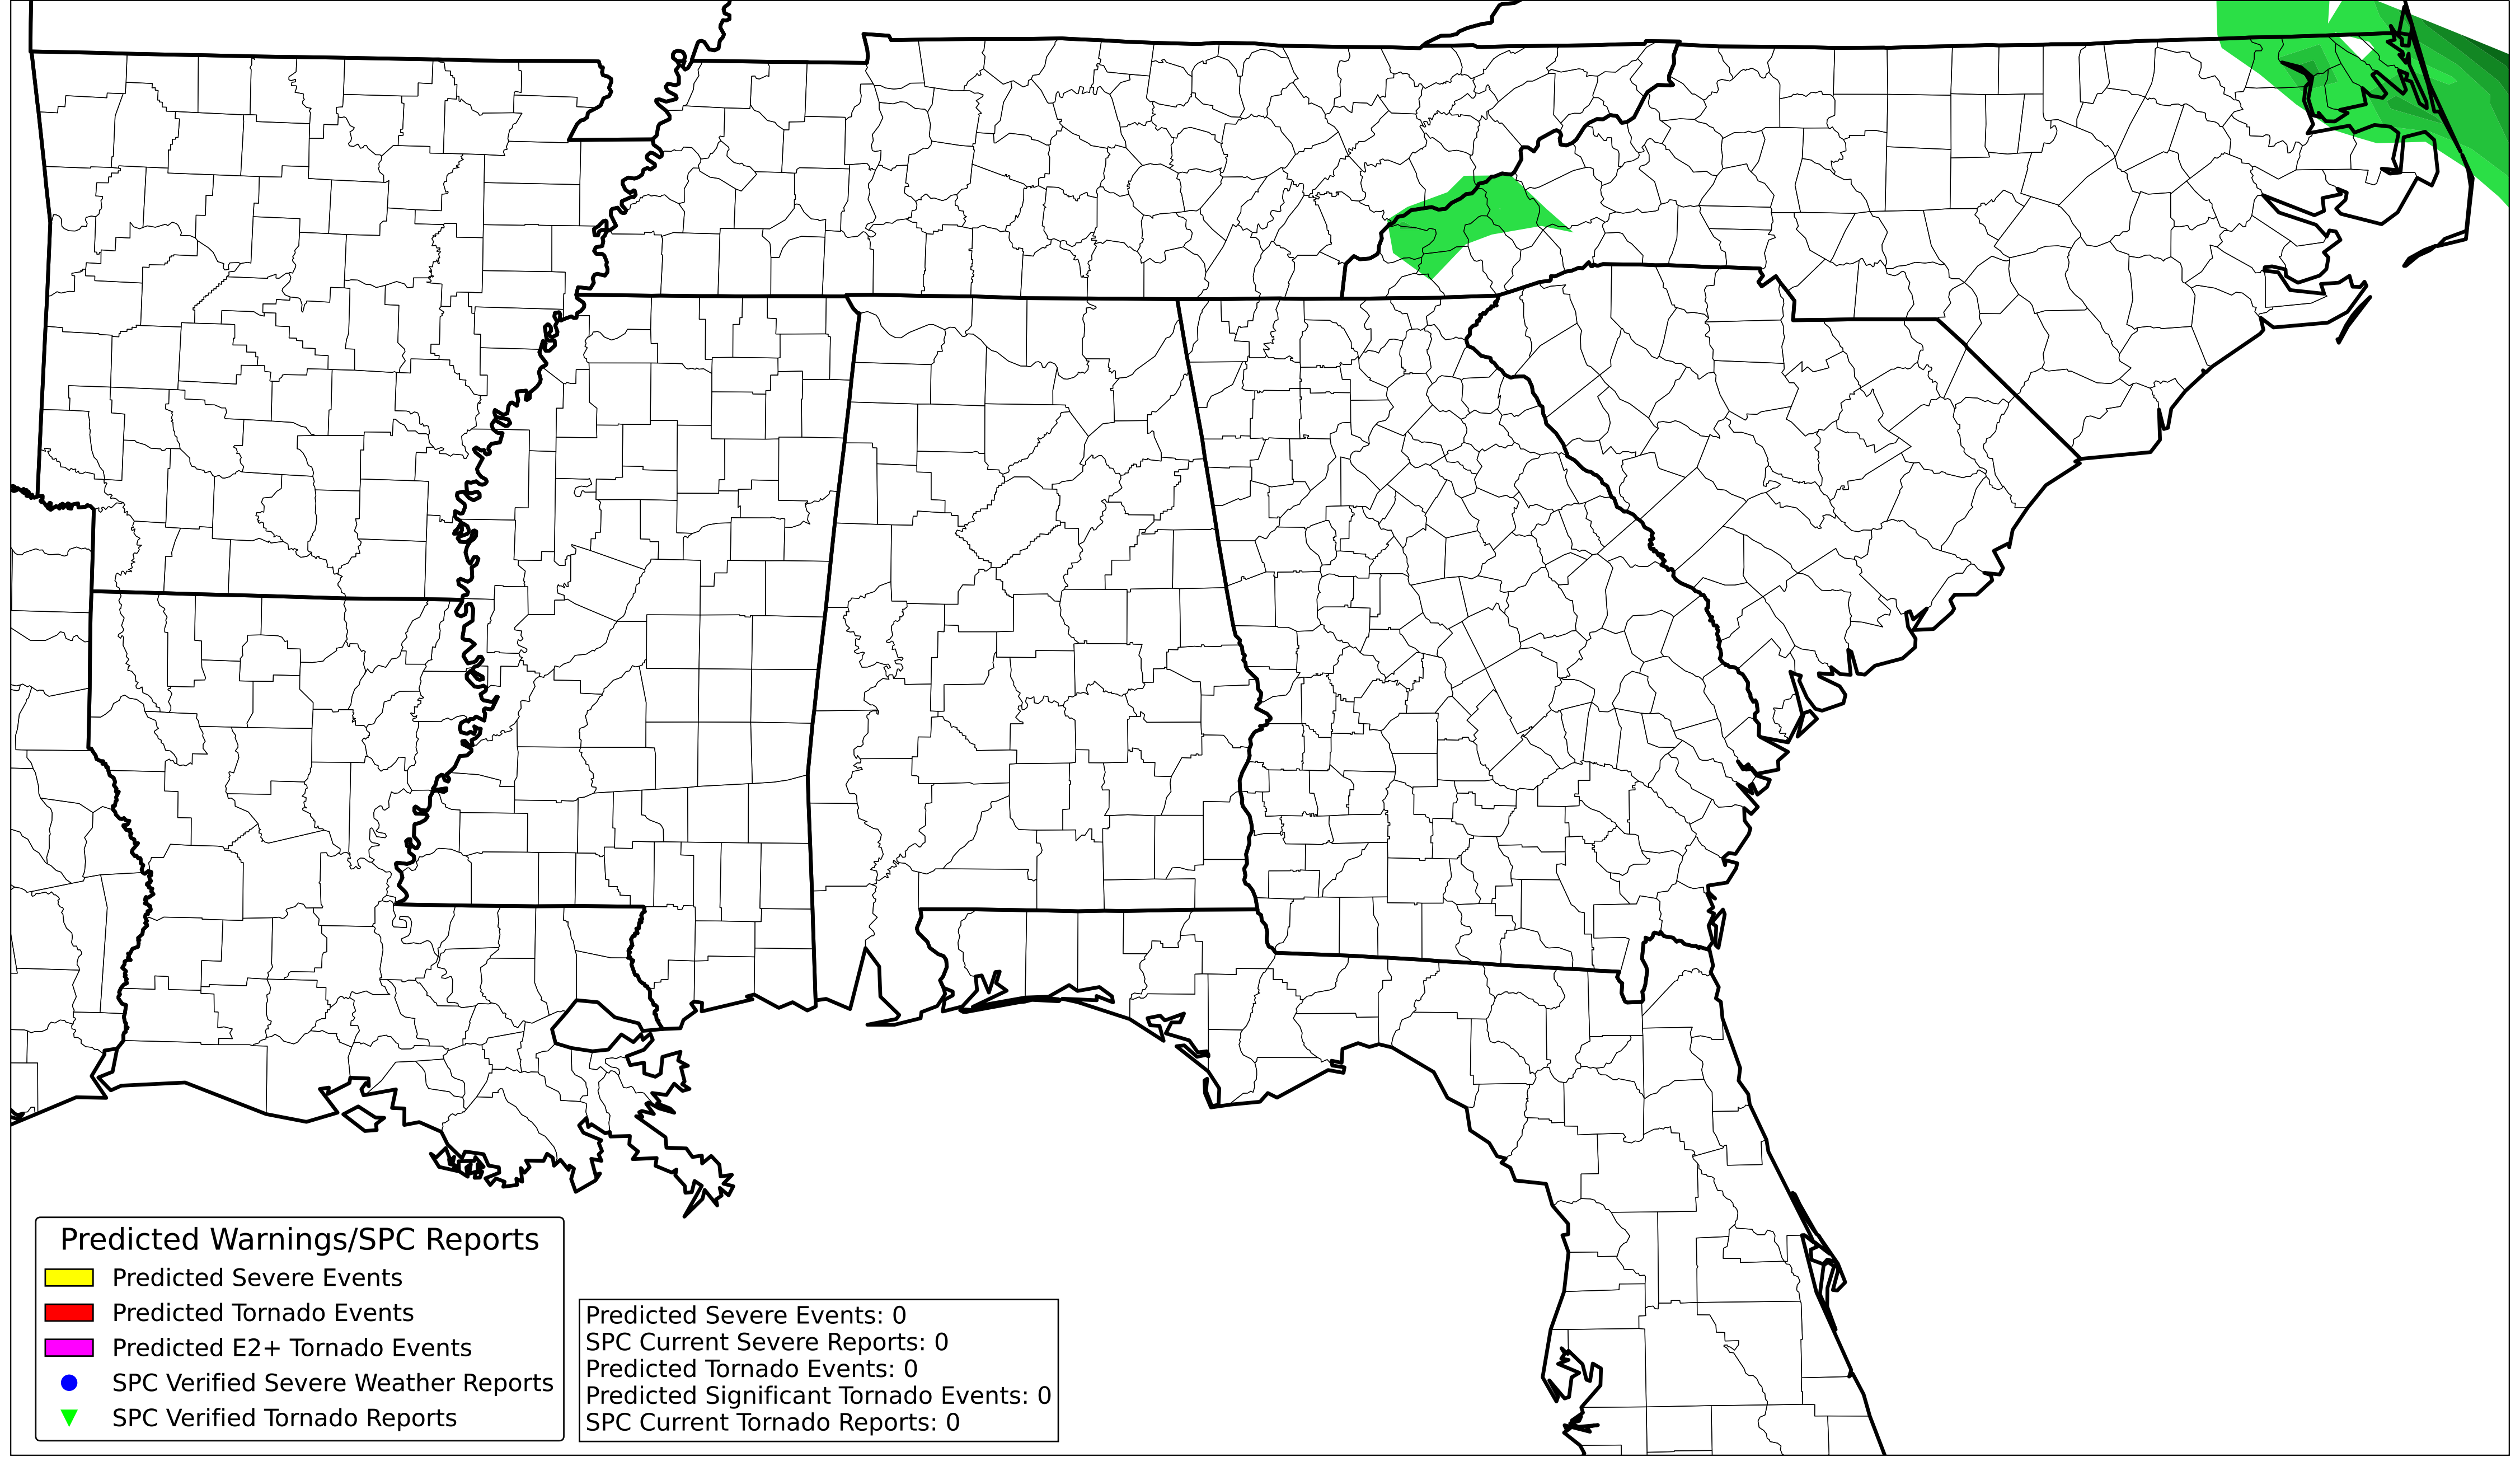 Predicted Warnings/SPC Reports
Predicted Severe Events
Predicted Tornado Events
Predicted E2+ Tornado Events
SPC Verified Severe Weather Reports
SPC Verified Tornado Reports
Predicted Severe Events: 0
SPC Current Severe Reports: 0
Predicted Tornado Events: 0
Predicted Significant Tornado Events: 0
SPC Current Tornado Reports: 0